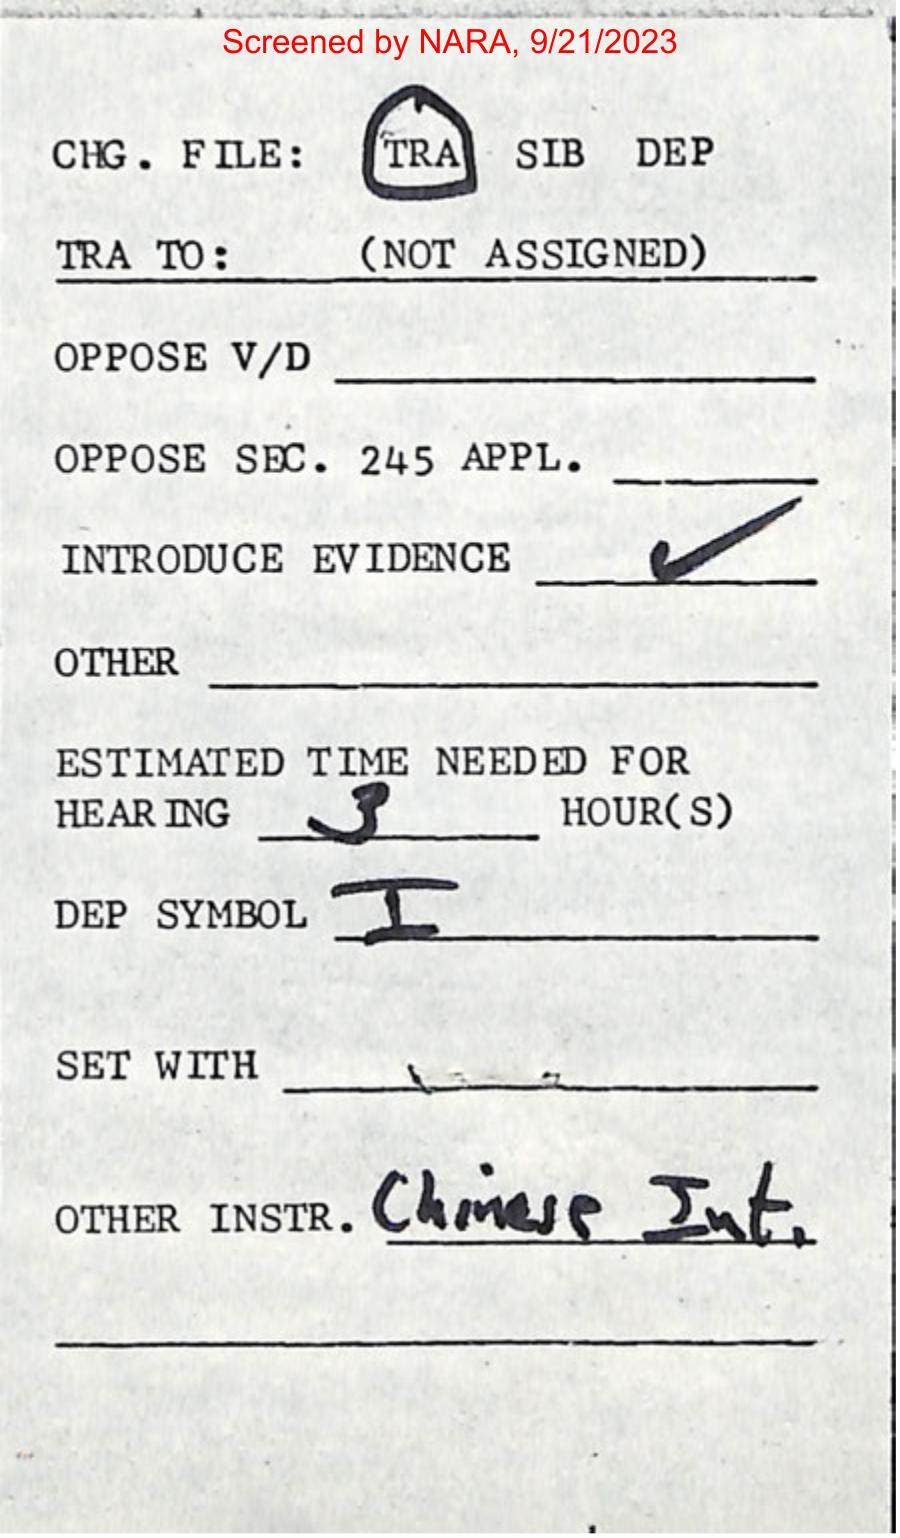 Screened by NARA, 9/21/2023
CHG. FILE: TRA SIB DEP
TRA TO: (NOT ASSIGNED)
OPPOSE V/D
OPPOSE SEC. 245 APPL.
INTRODUCE EVIDENCE ✓
OTHER
ESTIMATED TIME NEEDED FOR
HEARING 3 HOUR(S)
DEP SYMBOL I
SET WITH
OTHER INSTR. Chinese Int.